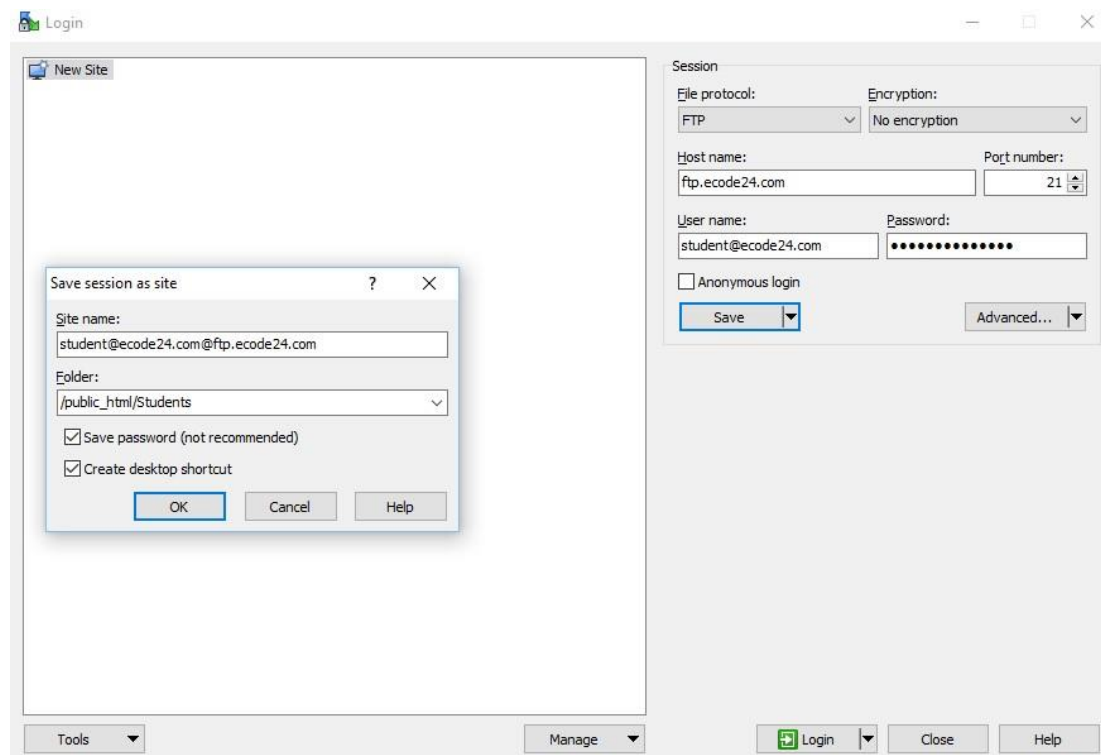 Login
New Site
Session
File protocol: Encryption:
FTP No encryption
Host name: Port number:
ftp.ecode24.com 21
User name: Password:
student@ecode24.com ••••••••••••••
Anonymous login
Save Advanced...
Save session as site ?
Site name:
student@ecode24.com@ftp.ecode24.com
Folder:
/public_html/Students
Save password (not recommended)
Create desktop shortcut
OK Cancel Help
Tools Manage Login Close Help